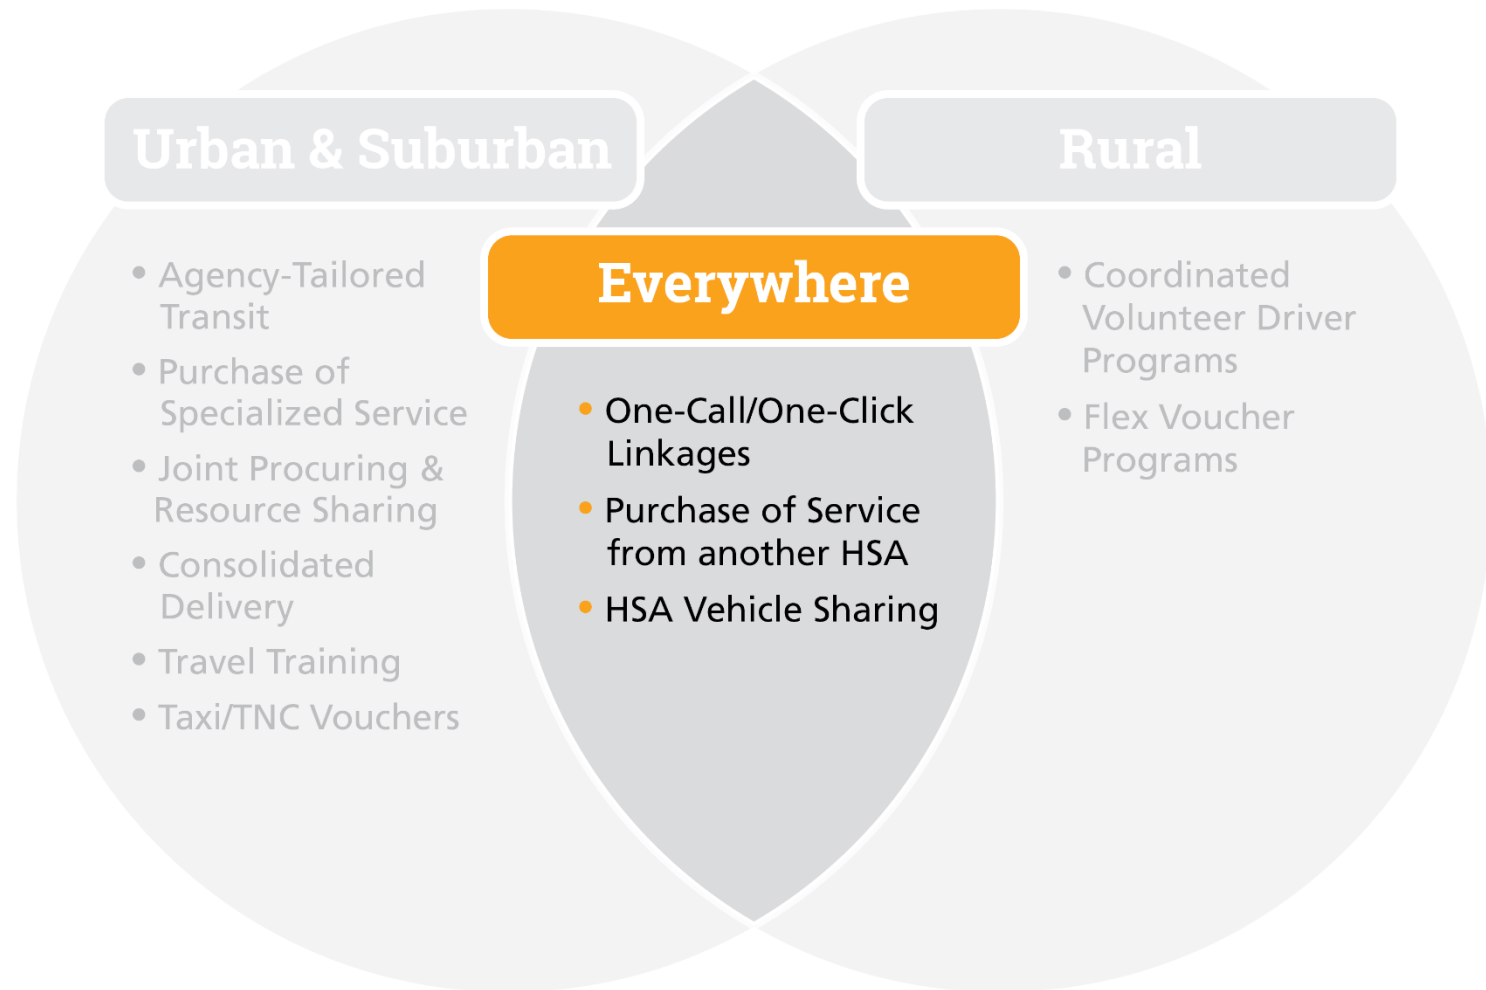 Urban & Suburban
• Agency-Tailored
Transit
• Purchase of
Specialized Service
• Joint Procuring &
Resource Sharing
• Consolidated
Delivery
• Travel Training
• Taxi/TNC Vouchers
Everywhere
• One-Call/One-Click
Linkages
• Purchase of Service
from another HSA
• HSA Vehicle Sharing
Rural
• Coordinated
Volunteer Driver
Programs
• Flex Voucher
Programs